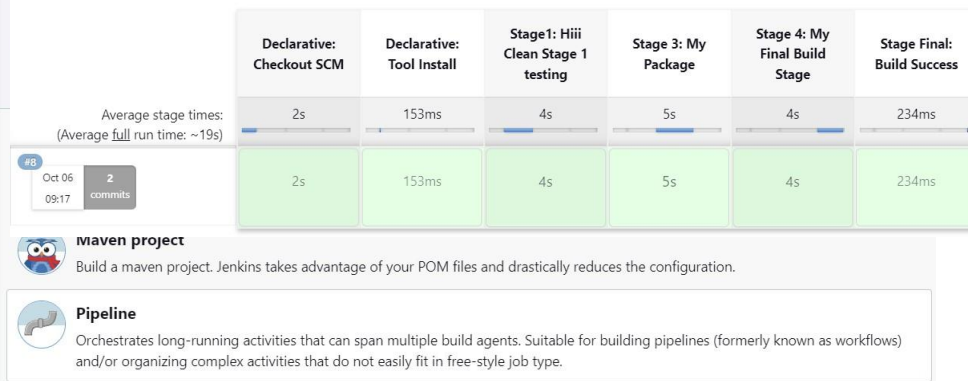 Declarative:
Checkout SCM
Declarative:
Tool Install
Stage1: Hiii
Clean Stage 1
testing
Stage 3: My
Package
Stage 4: My
Final Build
Stage
Stage Final:
Build Success
Average stage times:
(Average full run time: ~19s)
2s
153ms
4s
5s
4s
234ms
#8
Oct 06
09:17
2
commits
2s
153ms
4s
5s
4s
234ms
Maven project
Build a maven project. Jenkins takes advantage of your POM files and drastically reduces the configuration.
Pipeline
Orchestrates long-running activities that can span multiple build agents. Suitable for building pipelines (formerly known as workflows)
and/or organizing complex activities that do not easily fit in free-style job type.